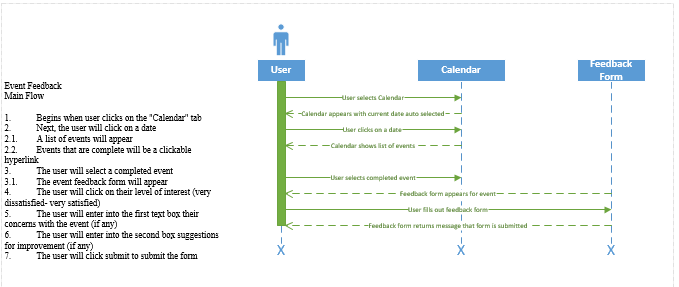 User
Calendar
Feedback
Form
Event Feedback
Main Flow
1. Begins when user clicks on the "Calendar" tab
2. Next, the user will click on a date
2.1. A list of events will appear
2.2. Events that are complete will be a clickable
hyperlink
3. The user will select a completed event
3.1. The event feedback form will appear
4. The user will click on their level of interest (very
dissatisfied- very satisfied)
5. The user will enter into the first text box their
concerns with the event (if any)
6. The user will enter into the second box suggestions
for improvement (if any)
7. The user will click submit to submit the form
User selects Calendar
Calendar appears with current date auto selected
User clicks on a date
Calendar shows list of events
User selects completed event
Feedback form appears for event
User fills out feedback form
Feedback form returns message that form is submitted
X
X
X